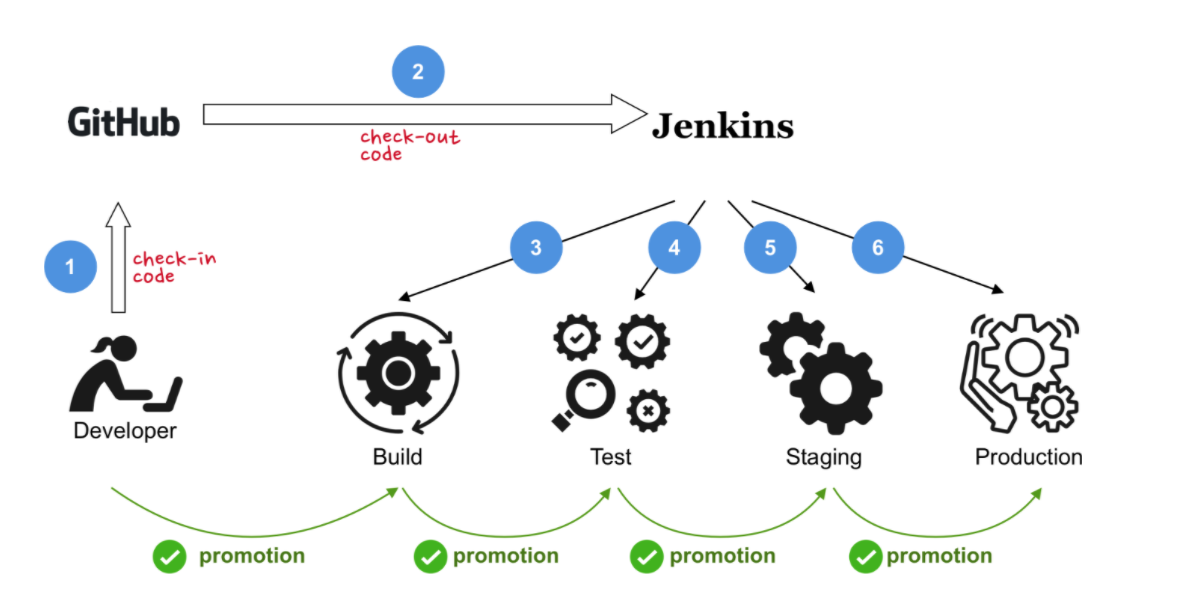 2
GitHub
Jenkins
check-out
code
1
check-in
code
3
4
5
6
Developer
Build
Test
Staging
Production
promotion
promotion
promotion
promotion